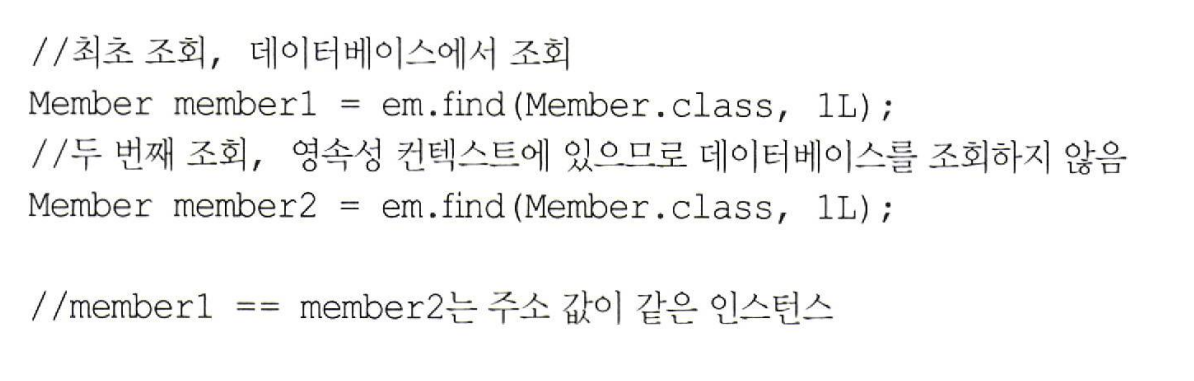 //최초 조회, 데이터베이스에서 조회
Member member1 = em.find(Member.class, 1L);
//두 번째 조회, 영속성 컨텍스트에 있으므로 데이터베이스를 조회하지 않음
Member member2 = em.find(Member.class, 1L);
//member1 == member2는 주소 값이 같은 인스턴스